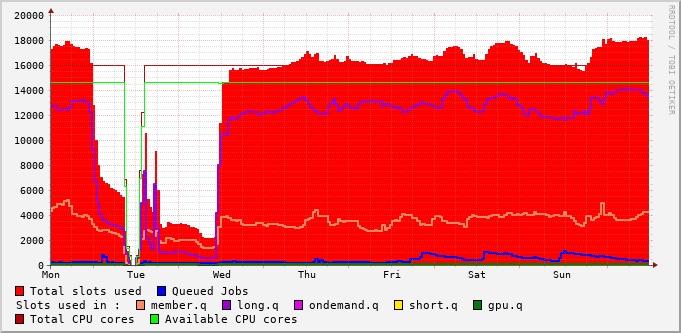 20000
18000
16000
14000
12000
10000
8000
6000
4000
2000
0
Mon Tue Wed Thu Fri Sat Sun
RRDTOOL / TOBI OETIKER
Total slots used Queued Jobs
Slots used in : member.q long.q ondemand.q short.q gpu.q
Total CPU cores Available CPU cores